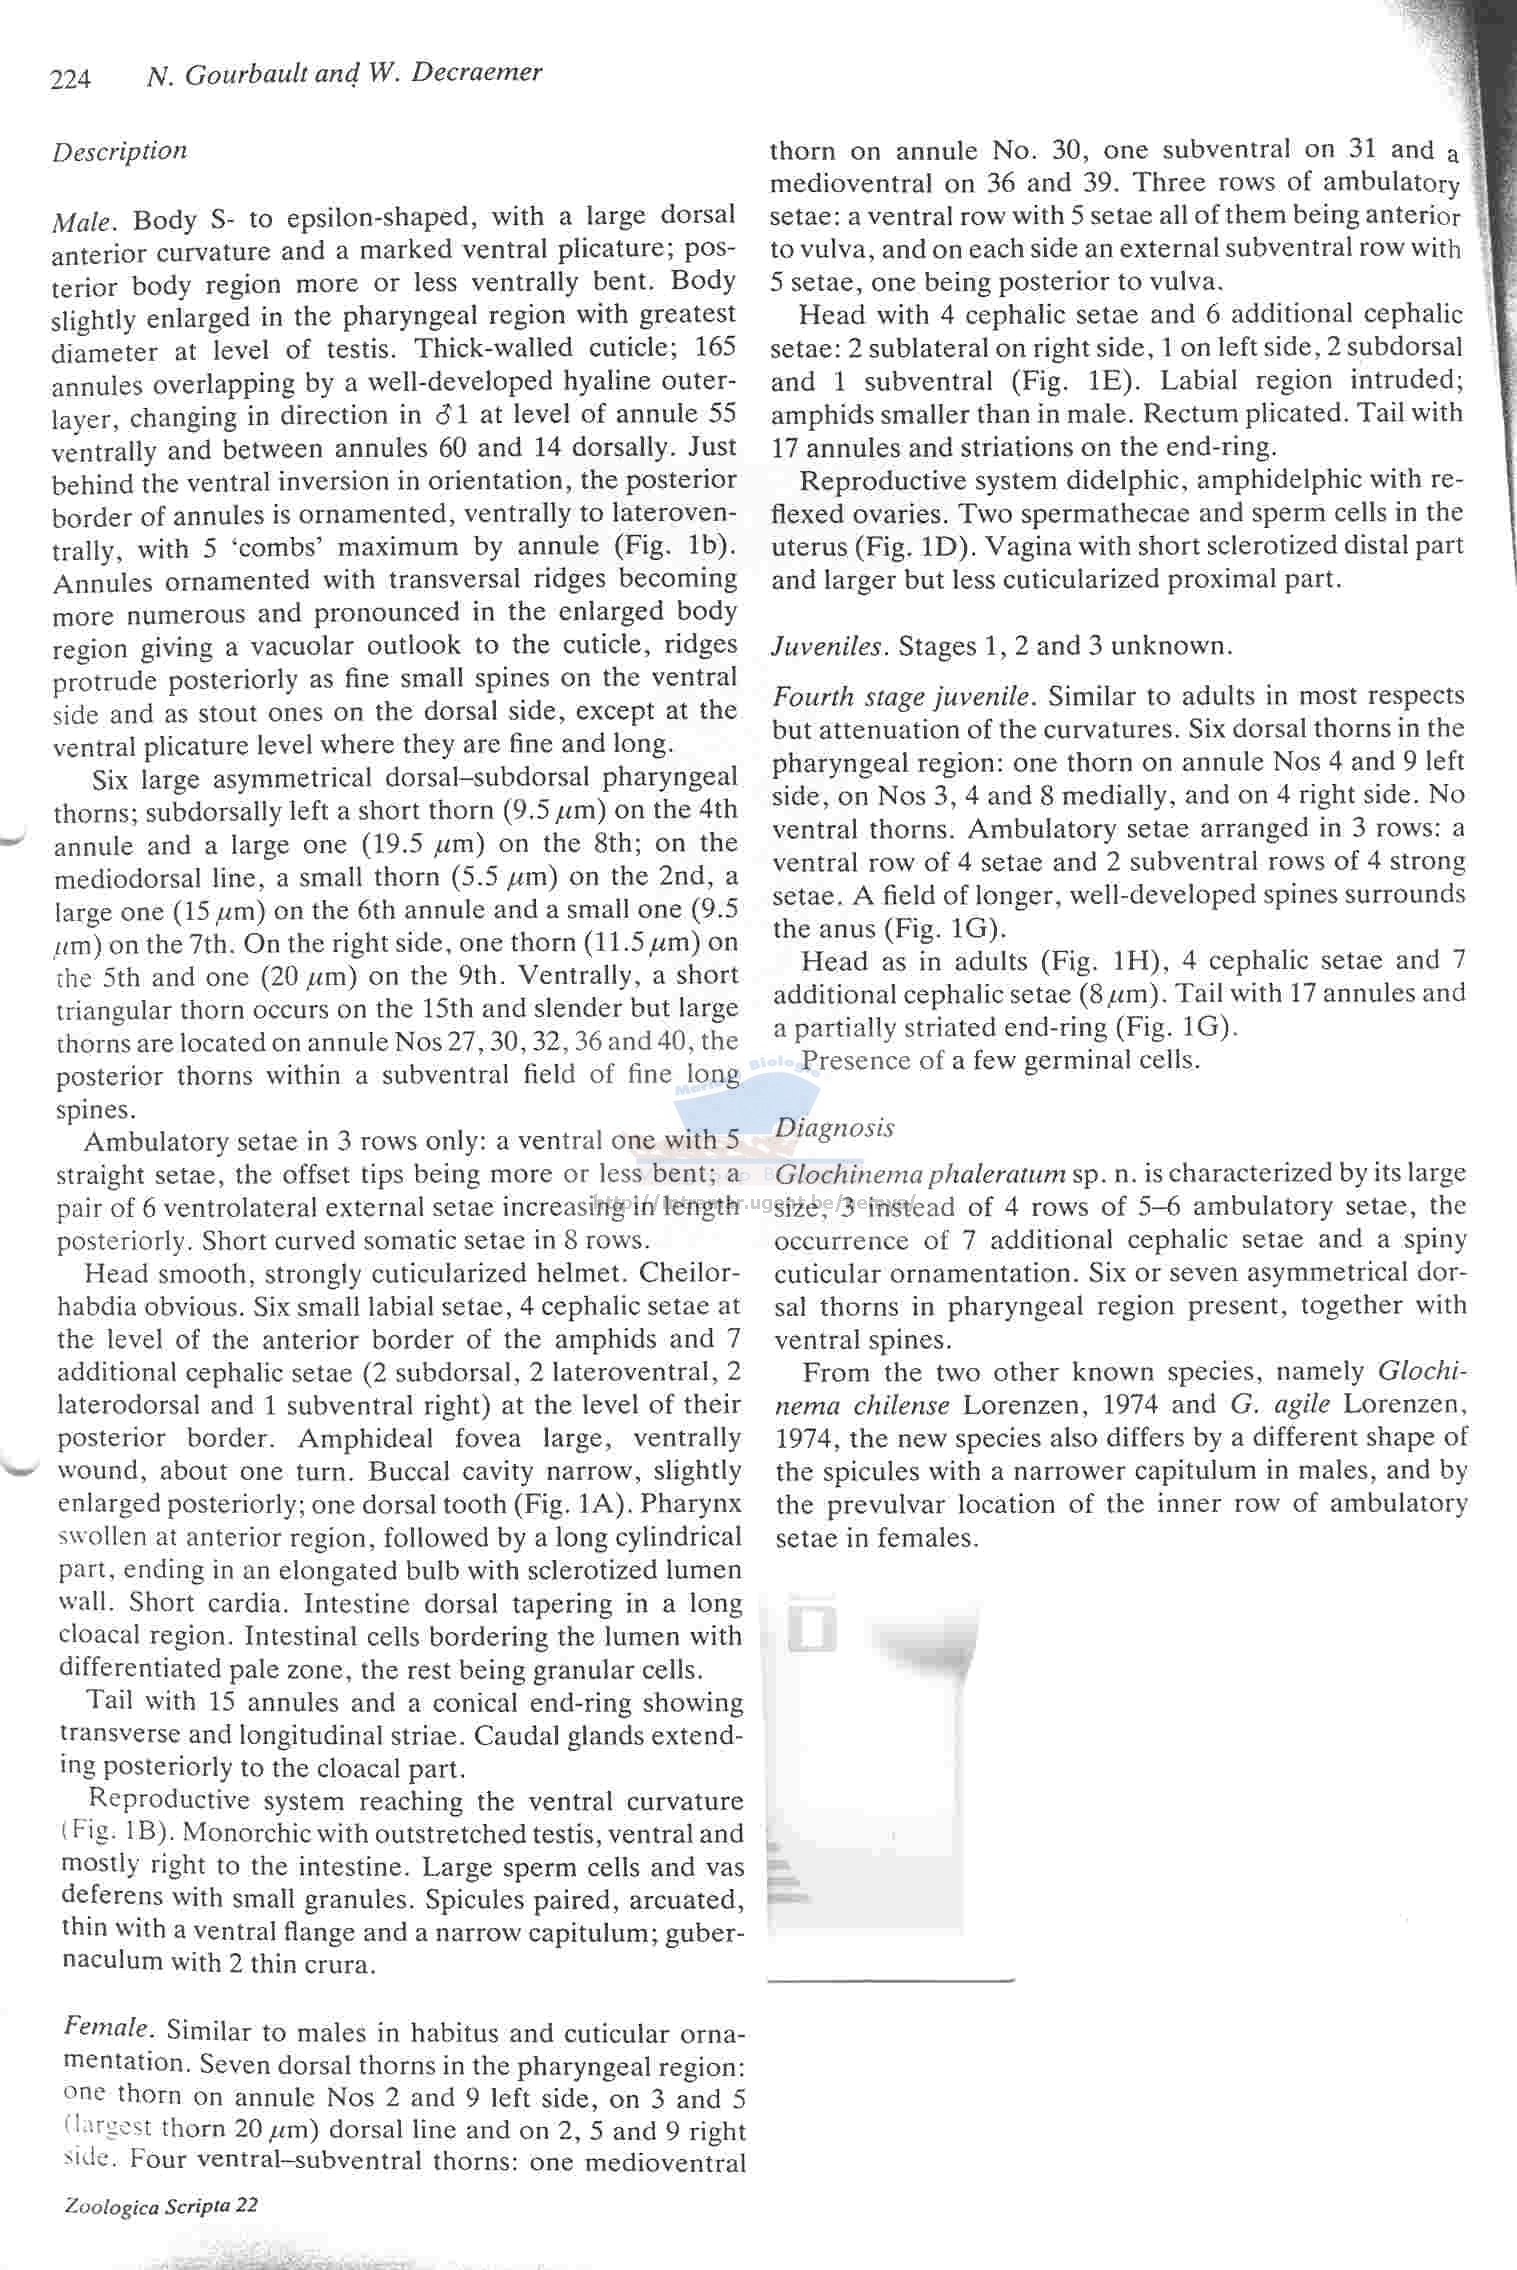 224 N. Gourbault and W. Decraemer
Description
Male. Body S- to epsilon-shaped, with a large dorsal
anterior curvature and a marked ventral plicature; pos-
terior body region more or less ventrally bent. Body
slightly enlarged in the pharyngeal region with greatest
diameter at level of testis. Thick-walled cuticle; 165
annules overlapping by a well-developed hyaline outer-
layer, changing in direction in ♂1 at level of annule 55
ventrally and between annules 60 and 14 dorsally. Just
behind the ventral inversion in orientation, the posterior
border of annules is ornamented, ventrally to lateroven-
trally, with 5 ‘combs’ maximum by annule (Fig. 1b).
Annules ornamented with transversal ridges becoming
more numerous and pronounced in the enlarged body
region giving a vacuolar outlook to the cuticle, ridges
protrude posteriorly as fine small spines on the ventral
side and as stout ones on the dorsal side, except at the
ventral plicature level where they are fine and long.
Six large asymmetrical dorsal–subdorsal pharyngeal
thorns; subdorsally left a short thorn (9.5 µm) on the 4th
annule and a large one (19.5 µm) on the 8th; on the
mediodorsal line, a small thorn (5.5 µm) on the 2nd, a
large one (15 µm) on the 6th annule and a small one (9.5
µm) on the 7th. On the right side, one thorn (11.5 µm) on
the 5th and one (20 µm) on the 9th. Ventrally, a short
triangular thorn occurs on the 15th and slender but large
thorns are located on annule Nos 27, 30, 32, 36 and 40, the
posterior thorns within a subventral field of fine long
spines.
Ambulatory setae in 3 rows only: a ventral one with 5
straight setae, the offset tips being more or less bent; a
pair of 6 ventrolateral external setae increasing in length
posteriorly. Short curved somatic setae in 8 rows.
Head smooth, strongly cuticularized helmet. Cheilor-
habdia obvious. Six small labial setae, 4 cephalic setae at
the level of the anterior border of the amphids and 7
additional cephalic setae (2 subdorsal, 2 lateroventral, 2
laterodorsal and 1 subventral right) at the level of their
posterior border. Amphideal fovea large, ventrally
wound, about one turn. Buccal cavity narrow, slightly
enlarged posteriorly; one dorsal tooth (Fig. 1A). Pharynx
swollen at anterior region, followed by a long cylindrical
part, ending in an elongated bulb with sclerotized lumen
wall. Short cardia. Intestine dorsal tapering in a long
cloacal region. Intestinal cells bordering the lumen with
differentiated pale zone, the rest being granular cells.
Tail with 15 annules and a conical end-ring showing
transverse and longitudinal striae. Caudal glands extend-
ing posteriorly to the cloacal part.
Reproductive system reaching the ventral curvature
(Fig. 1B). Monorchic with outstretched testis, ventral and
mostly right to the intestine. Large sperm cells and vas
deferens with small granules. Spicules paired, arcuated,
thin with a ventral flange and a narrow capitulum; guber-
naculum with 2 thin crura.
Female. Similar to males in habitus and cuticular orna-
mentation. Seven dorsal thorns in the pharyngeal region:
one thorn on annule Nos 2 and 9 left side, on 3 and 5
(largest thorn 20 µm) dorsal line and on 2, 5 and 9 right
side. Four ventral–subventral thorns: one medioventral
Zoologica Scripta 22
thorn on annule No. 30, one subventral on 31 and a
medioventral on 36 and 39. Three rows of ambulatory
setae: a ventral row with 5 setae all of them being anterior
to vulva, and on each side an external subventral row with
5 setae, one being posterior to vulva.
Head with 4 cephalic setae and 6 additional cephalic
setae: 2 sublateral on right side, 1 on left side, 2 subdorsal
and 1 subventral (Fig. 1E). Labial region intruded;
amphids smaller than in male. Rectum plicated. Tail with
17 annules and striations on the end-ring.
Reproductive system didelphic, amphidelphic with re-
flexed ovaries. Two spermathecae and sperm cells in the
uterus (Fig. 1D). Vagina with short sclerotized distal part
and larger but less cuticularized proximal part.
Juveniles. Stages 1, 2 and 3 unknown.
Fourth stage juvenile. Similar to adults in most respects
but attenuation of the curvatures. Six dorsal thorns in the
pharyngeal region: one thorn on annule Nos 4 and 9 left
side, on Nos 3, 4 and 8 medially, and on 4 right side. No
ventral thorns. Ambulatory setae arranged in 3 rows: a
ventral row of 4 setae and 2 subventral rows of 4 strong
setae. A field of longer, well-developed spines surrounds
the anus (Fig. 1G).
Head as in adults (Fig. 1H), 4 cephalic setae and 7
additional cephalic setae (8 µm). Tail with 17 annules and
a partially striated end-ring (Fig. 1G).
Presence of a few germinal cells.
Diagnosis
Glochinema phaleratum sp. n. is characterized by its large
size, 3 instead of 4 rows of 5–6 ambulatory setae, the
occurrence of 7 additional cephalic setae and a spiny
cuticular ornamentation. Six or seven asymmetrical dor-
sal thorns in pharyngeal region present, together with
ventral spines.
From the two other known species, namely Glochi-
nema chilense Lorenzen, 1974 and G. agile Lorenzen,
1974, the new species also differs by a different shape of
the spicules with a narrower capitulum in males, and by
the prevulvar location of the inner row of ambulatory
setae in females.